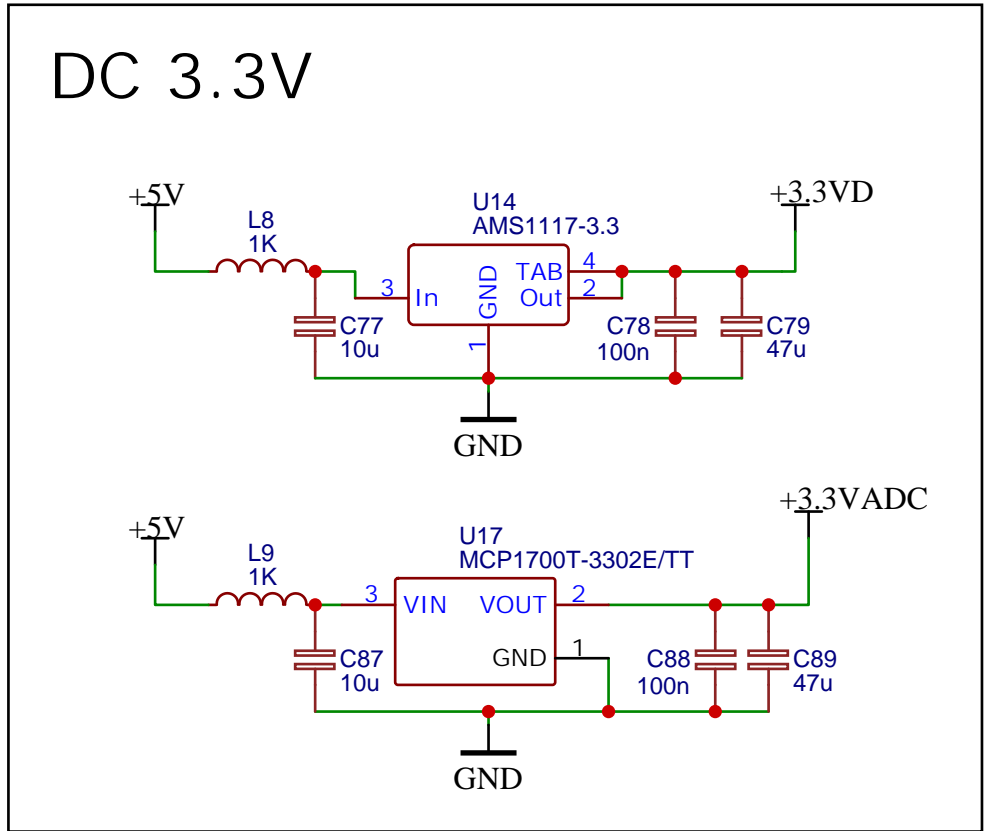 DC 3.3V
+5V
L8
1K
U14
AMS1117-3.3
+3.3VD
3
In
GND
1
TAB
4
Out
2
C77
10u
C78
100n
C79
47u
GND
+5V
L9
1K
U17
MCP1700T-3302E/TT
+3.3VADC
3
VIN
VOUT
2
GND
1
C87
10u
C88
100n
C89
47u
GND